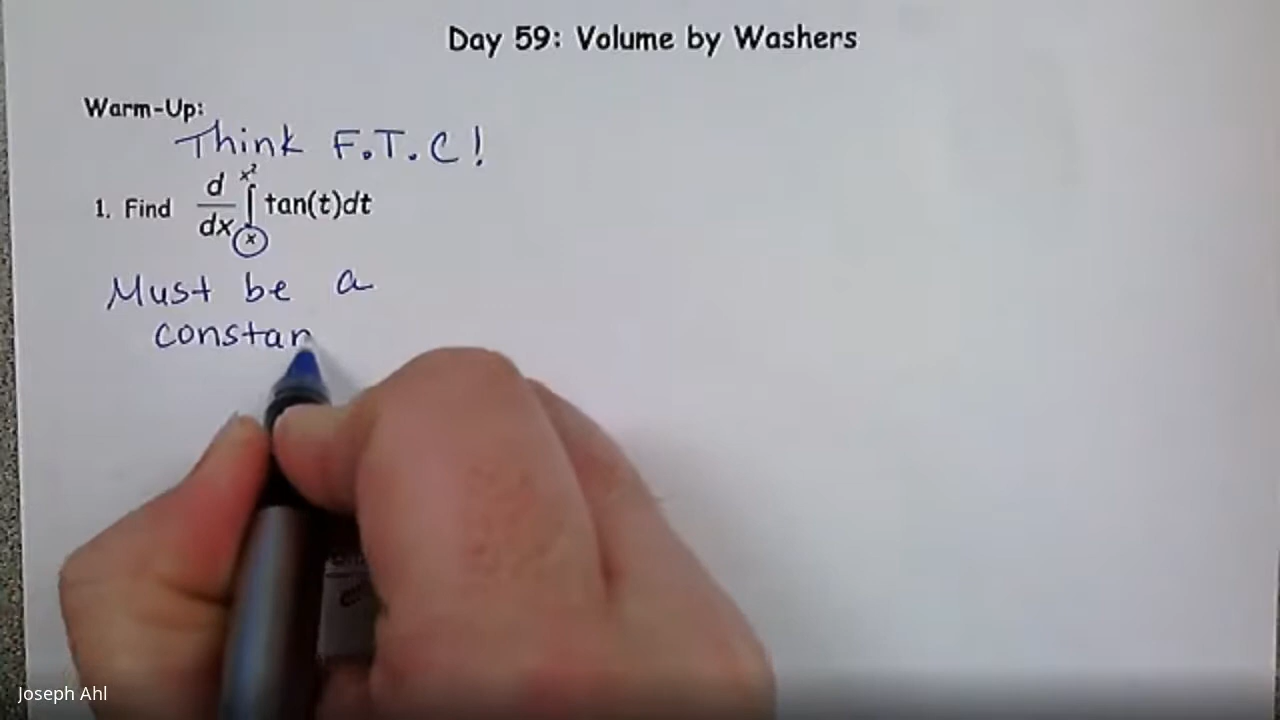 Day 59: Volume by Washers
Warm-Up:
Think F.T.C!
1. Find d/dx ∫ₓ^x² tan(t)dt
Must be a
constan
Joseph Ahl